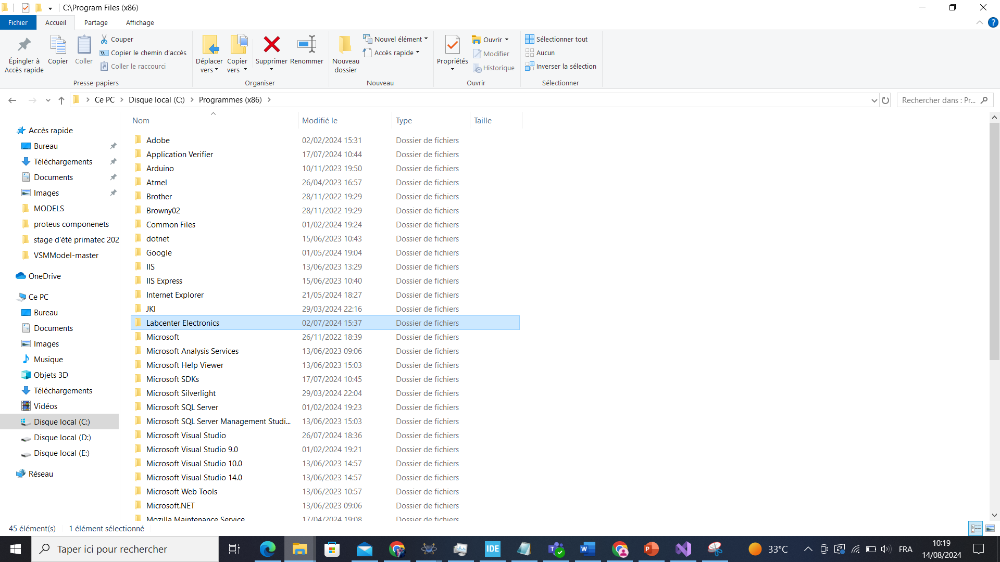 C:\Program Files (x86)
Fichier Accueil Partage Affichage
Épingler à Accès rapide
Copier
Coller
Couper
Copier le chemin d'accès
Coller le raccourci
Presse-papiers
Déplacer vers
Copier vers
Supprimer
Renommer
Organiser
Nouveau dossier
Nouvel élément
Accès rapide
Nouveau
Propriétés
Ouvrir
Modifier
Historique
Ouvrir
Sélectionner tout
Aucun
Inverser la sélection
Sélectionner
Ce PC > Disque local (C:) > Programmes (x86) >
Rechercher dans : Pr...
Accès rapide
Bureau
Téléchargements
Documents
Images
MODELS
proteus componenets
stage d'été primatec 202
VSMModel-master
OneDrive
Ce PC
Bureau
Documents
Images
Musique
Objets 3D
Téléchargements
Vidéos
Disque local (C:)
Disque local (D:)
Disque local (E:)
Réseau
Nom Modifié le Type Taille
Adobe 02/02/2024 15:31 Dossier de fichiers
Application Verifier 17/07/2024 10:44 Dossier de fichiers
Arduino 10/11/2023 19:50 Dossier de fichiers
Atmel 26/04/2023 16:57 Dossier de fichiers
Brother 28/11/2022 19:29 Dossier de fichiers
Browny02 28/11/2022 19:29 Dossier de fichiers
Common Files 01/02/2024 19:24 Dossier de fichiers
dotnet 15/06/2023 10:43 Dossier de fichiers
Google 01/05/2024 19:04 Dossier de fichiers
IIS 13/06/2023 13:29 Dossier de fichiers
IIS Express 15/06/2023 10:40 Dossier de fichiers
Internet Explorer 21/05/2024 18:27 Dossier de fichiers
JKI 29/03/2024 22:16 Dossier de fichiers
Labcenter Electronics 02/07/2024 15:37 Dossier de fichiers
Microsoft 26/11/2022 18:39 Dossier de fichiers
Microsoft Analysis Services 13/06/2023 09:06 Dossier de fichiers
Microsoft Help Viewer 13/06/2023 15:03 Dossier de fichiers
Microsoft SDKs 17/07/2024 10:45 Dossier de fichiers
Microsoft Silverlight 29/03/2024 22:04 Dossier de fichiers
Microsoft SQL Server 01/02/2024 19:23 Dossier de fichiers
Microsoft SQL Server Management Studi... 13/06/2023 15:03 Dossier de fichiers
Microsoft Visual Studio 26/07/2024 18:36 Dossier de fichiers
Microsoft Visual Studio 9.0 01/02/2024 19:21 Dossier de fichiers
Microsoft Visual Studio 10.0 13/06/2023 14:57 Dossier de fichiers
Microsoft Visual Studio 14.0 13/06/2023 14:57 Dossier de fichiers
Microsoft Web Tools 13/06/2023 10:57 Dossier de fichiers
Microsoft.NET 13/06/2023 09:06 Dossier de fichiers
Mozilla Maintenance Service 17/04/2024 19:08 Dossier de fichiers
45 élément(s) 1 élément sélectionné
Taper ici pour rechercher
IDE
33°C
FRA
10:19
14/08/2024